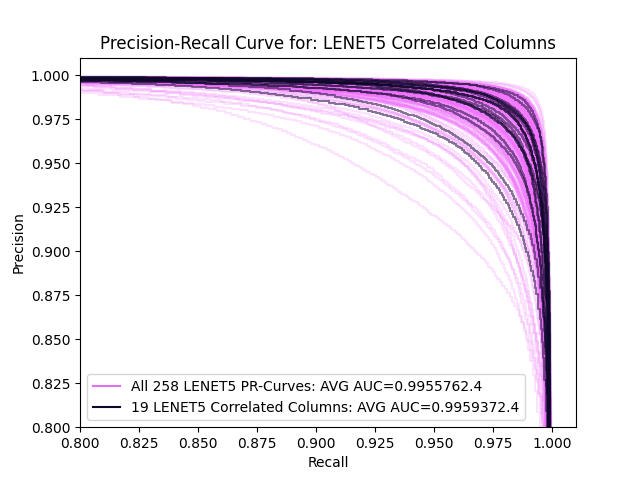 Precision-Recall Curve for: LENET5 Correlated Columns
1.000
0.975
0.950
0.925
0.900
0.875
0.850
0.825
0.800
Precision
All 258 LENET5 PR-Curves: AVG AUC=0.9955762.4
19 LENET5 Correlated Columns: AVG AUC=0.9959372.4
0.800 0.825 0.850 0.875 0.900 0.925 0.950 0.975 1.000
Recall